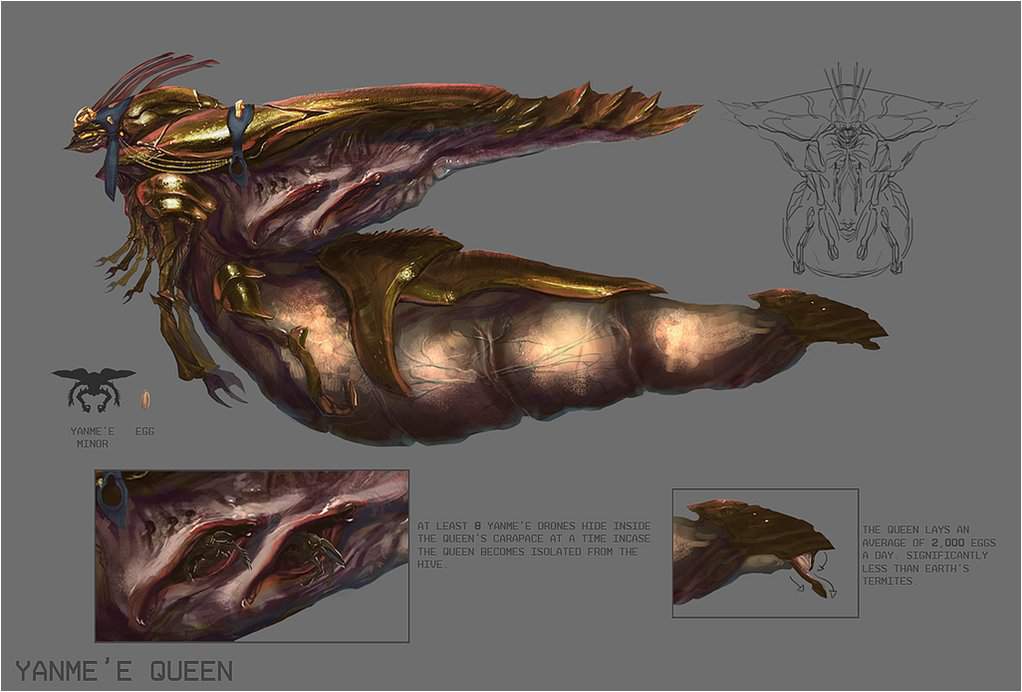 YANME'E
MINOR
EGG
AT LEAST 8 YANME'E DRONES HIDE INSIDE
THE QUEEN'S CARAPACE AT A TIME INCASE
THE QUEEN BECOMES ISOLATED FROM THE
HIVE.
THE QUEEN LAYS AN
AVERAGE OF 2,000 EGGS
A DAY. SIGNIFICANTLY
LESS THAN EARTH'S
TERMITES.
YANME'E QUEEN